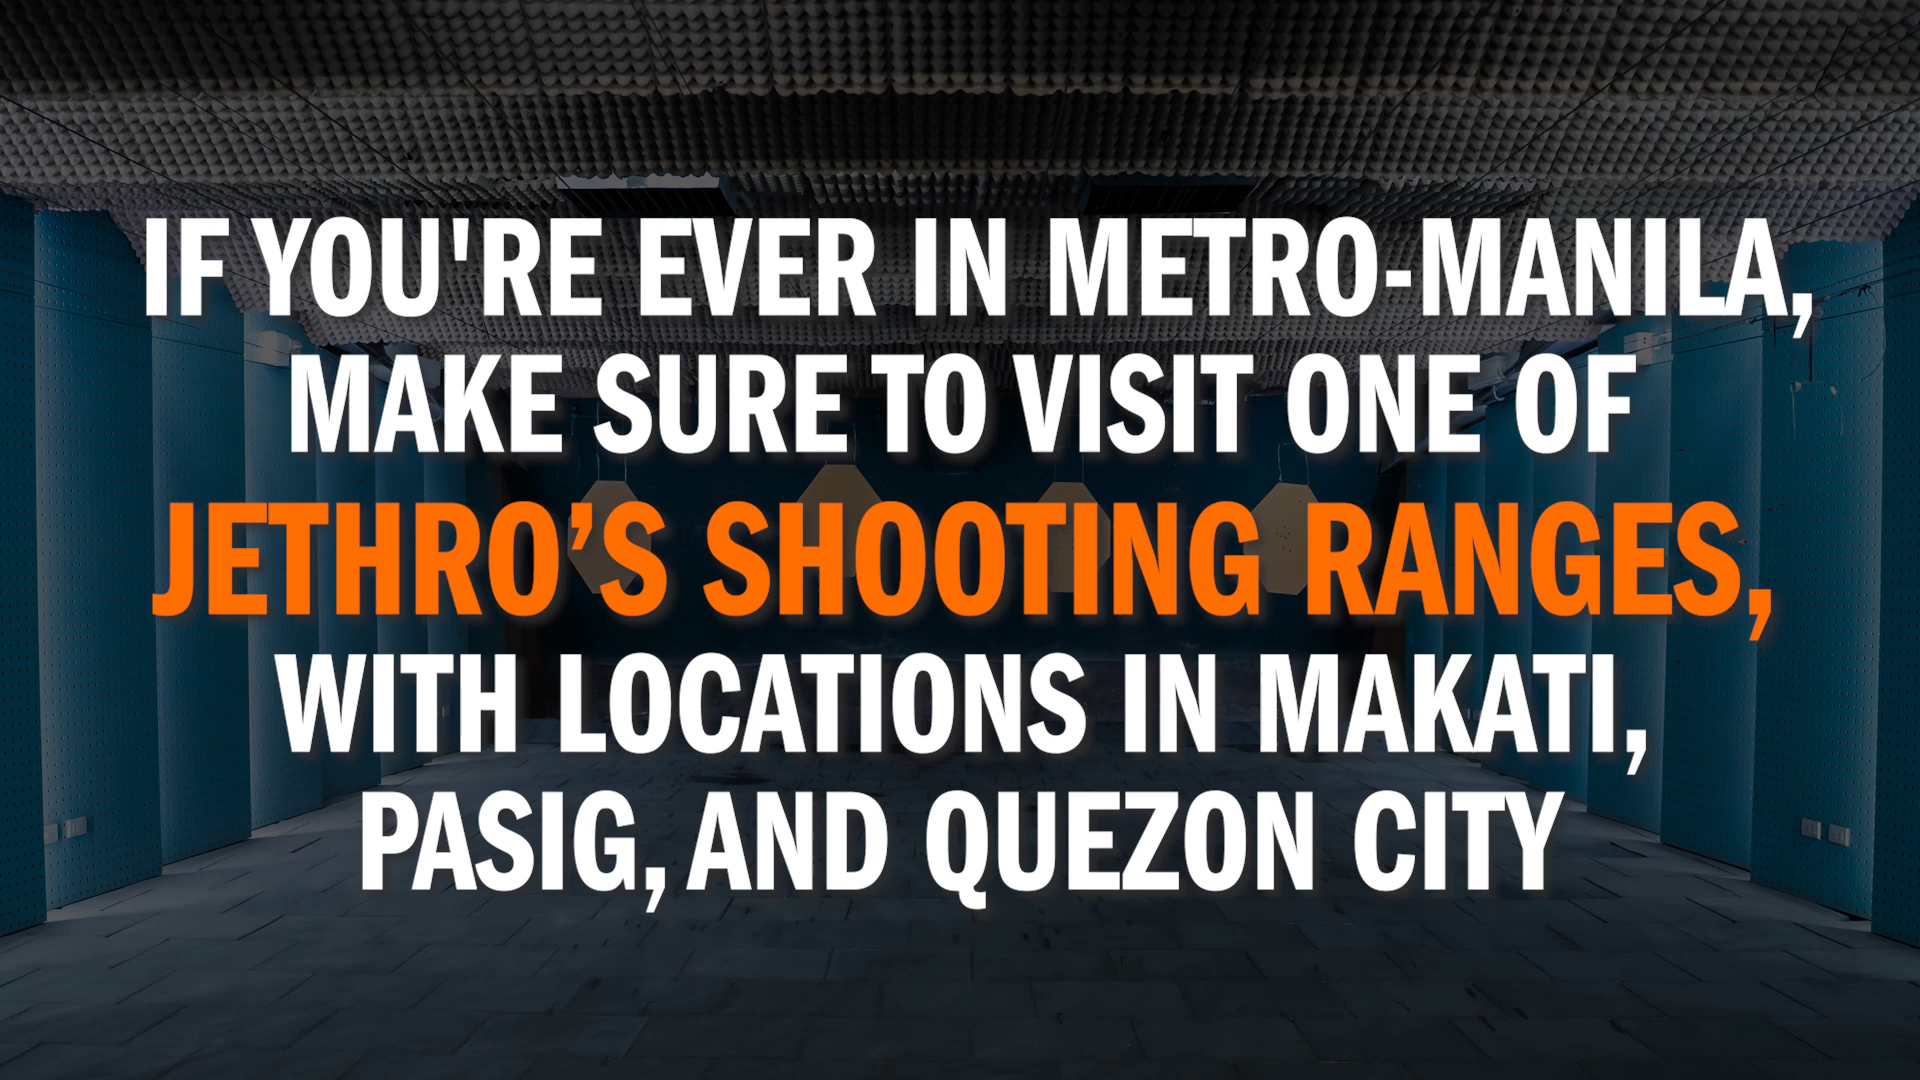 IF YOU'RE EVER IN METRO-MANILA,
MAKE SURE TO VISIT ONE OF
JETHRO’S SHOOTING RANGES,
WITH LOCATIONS IN MAKATI,
PASIG, AND QUEZON CITY